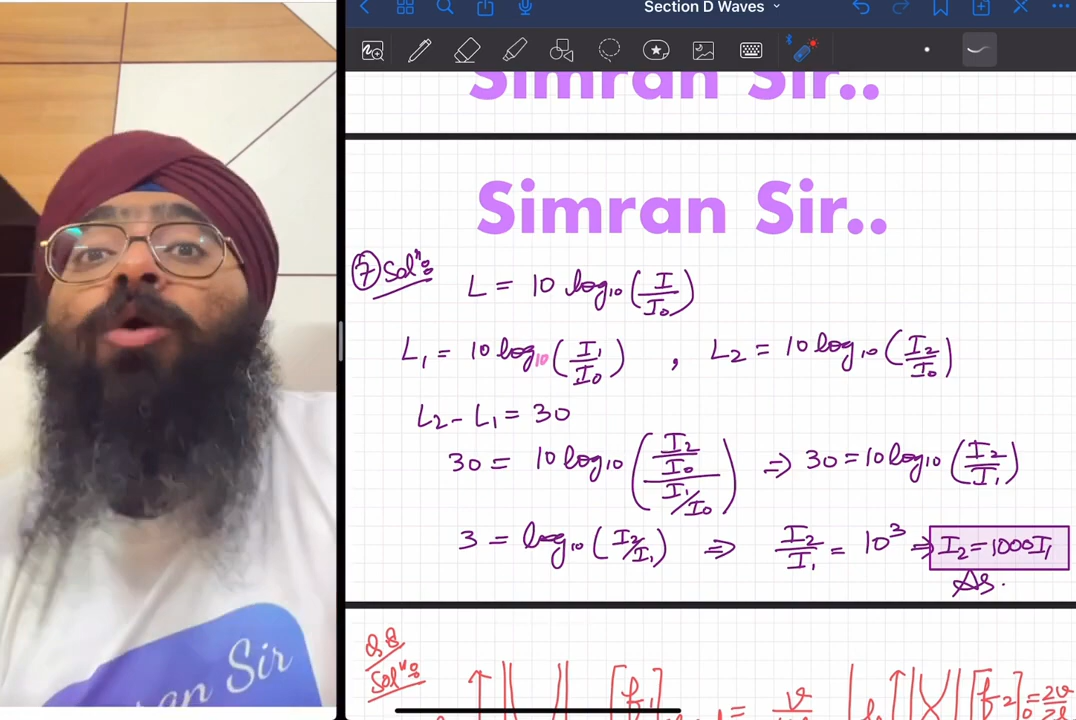 Section D Waves
Simran Sir..
Simran Sir..
⑦ Solⁿ:
L = 10 log₁₀ (I/I₀)
L₁ = 10 log₁₀ (I₁/I₀) , L₂ = 10 log₁₀ (I₂/I₀)
L₂ - L₁ = 30
30 = 10 log₁₀ ((I₂/I₀)/(I₁/I₀)) ⇒ 30 = 10 log₁₀ (I₂/I₁)
3 = log₁₀ (I₂/I₁) ⇒ I₂/I₁ = 10³ ⇒ I₂ = 1000 I₁
As.
Q8
Solⁿ:
Sir